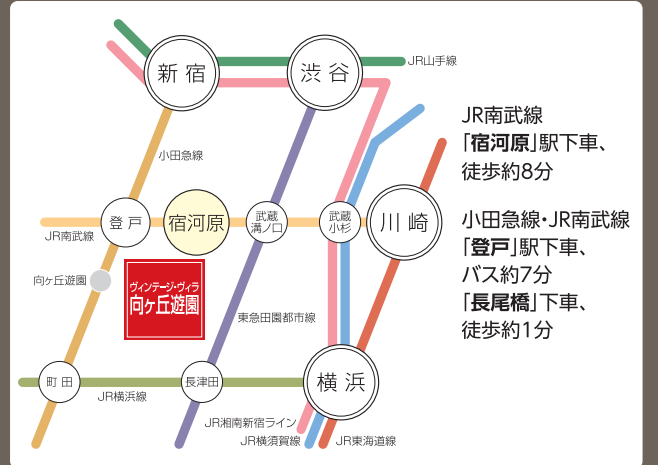 新宿
渋谷
JR山手線
小田急線
登戸
宿河原
武蔵
溝ノ口
武蔵
小杉
川崎
JR南武線
向ヶ丘遊園
ヴィンテージ・ヴィラ
向ヶ丘遊園
東急田園都市線
町田
長津田
横浜
JR横浜線
JR湘南新宿ライン
JR横須賀線
JR東海道線
JR南武線
「宿河原」駅下車、
徒歩約8分
小田急線・JR南武線
「登戸」駅下車、
バス約7分
「長尾橋」下車、
徒歩約1分